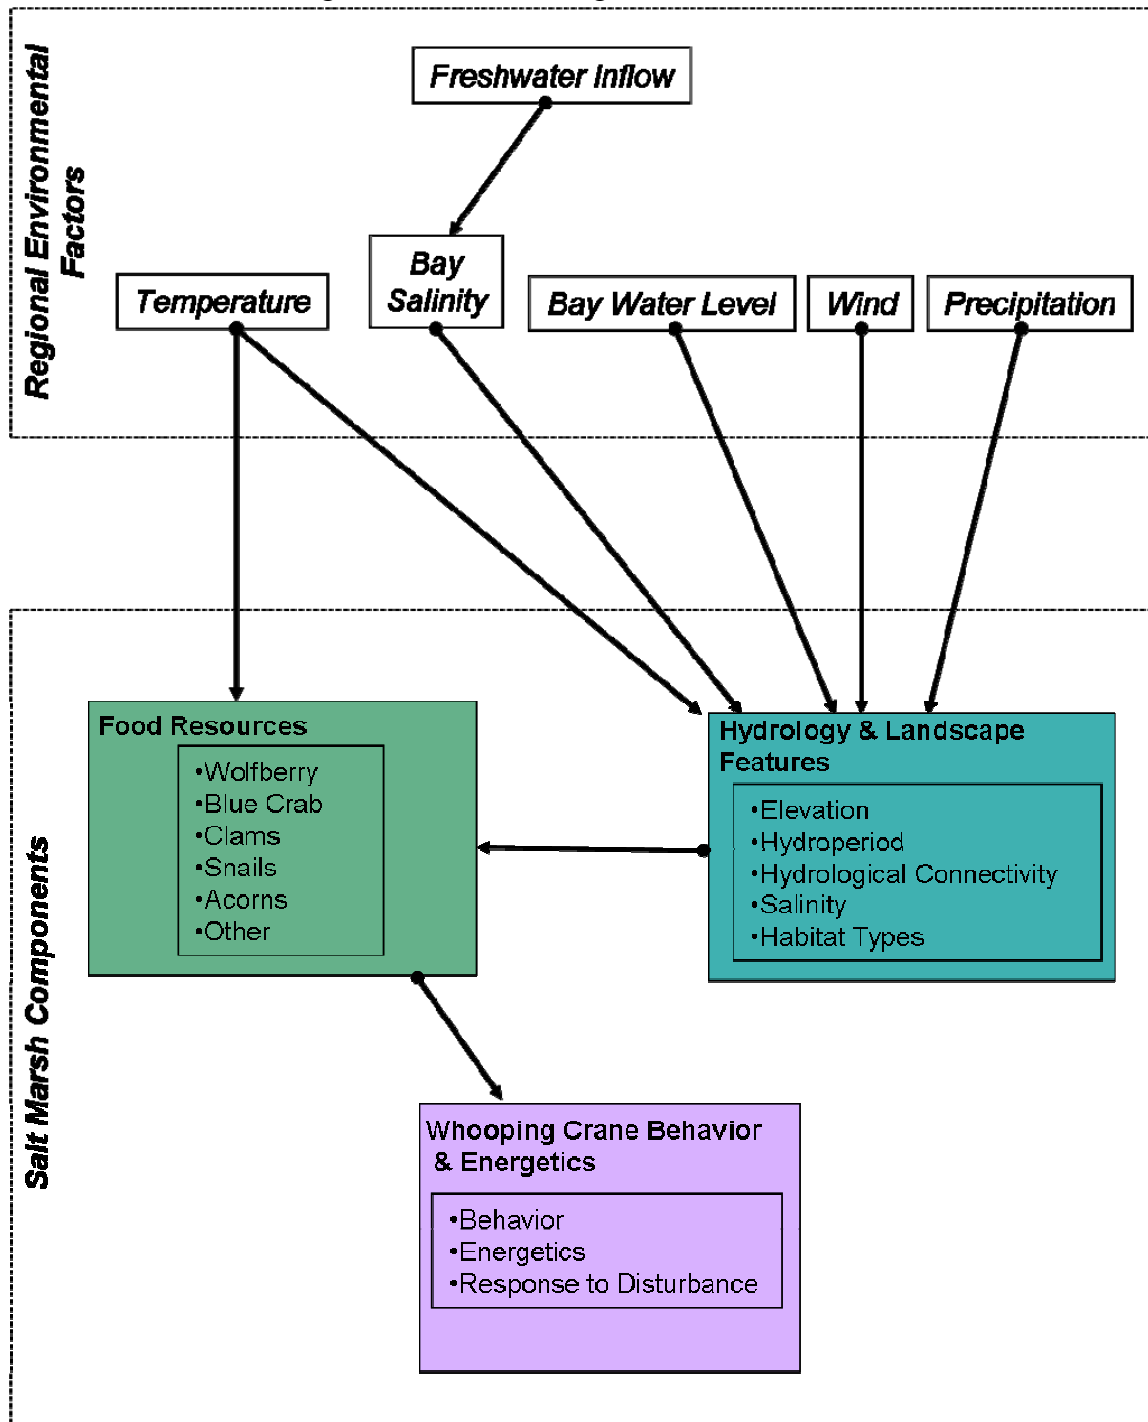 Regional Environmental
Factors
Freshwater Inflow
Temperature
Bay
Salinity
Bay Water Level
Wind
Precipitation
Salt Marsh Components
Food Resources
•Wolfberry
•Blue Crab
•Clams
•Snails
•Acorns
•Other
Hydrology & Landscape
Features
•Elevation
•Hydroperiod
•Hydrological Connectivity
•Salinity
•Habitat Types
Whooping Crane Behavior
& Energetics
•Behavior
•Energetics
•Response to Disturbance